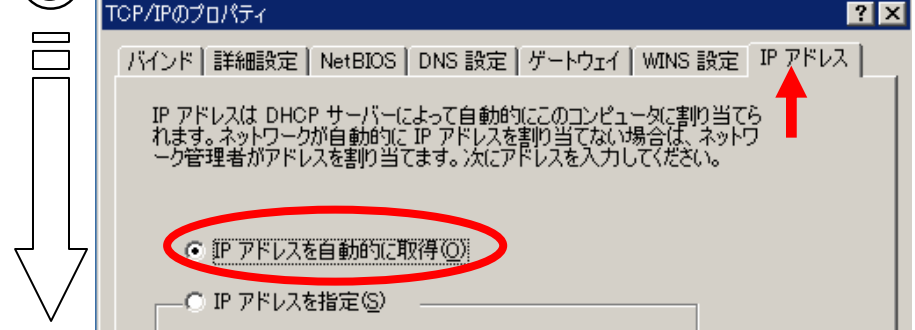 TCP/IPのプロパティ
バインド 詳細設定 NetBIOS DNS 設定 ゲートウェイ WINS 設定 IP アドレス
IP アドレスは DHCP サーバーによって自動的にこのコンピュータに割り当てら
れます。ネットワークが自動的に IP アドレスを割り当てない場合は、ネットワ
ーク管理者がアドレスを割り当てます。次にアドレスを入力してください。
IP アドレスを自動的に取得(O)
IP アドレスを指定(S)